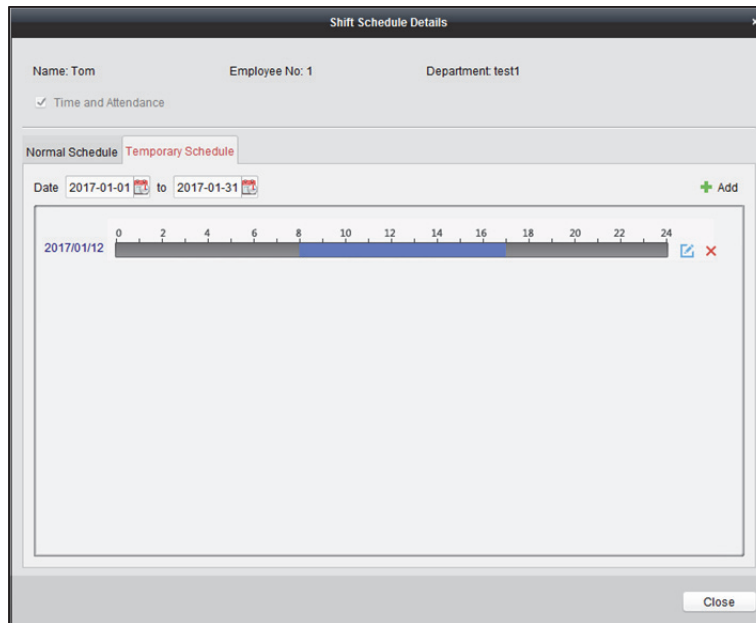 Shift Schedule Details
Name: Tom Employee No: 1 Department: test1
Time and Attendance
Normal Schedule Temporary Schedule
Date 2017-01-01 to 2017-01-31 Add
0 2 4 6 8 10 12 14 16 18 20 22 24
2017/01/12
Close